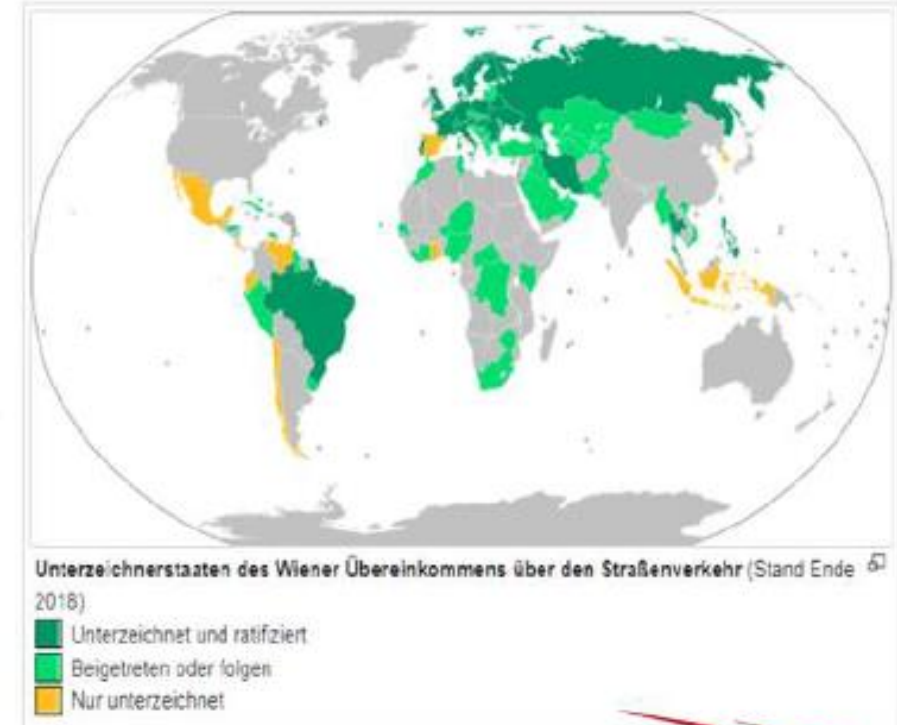 Unterzeichnerstaaten des Wiener Übereinkommens über den Straßenverkehr (Stand Ende
2018)
Unterzeichnet und ratifiziert
Beigetreten oder folgen
Nur unterzeichnet